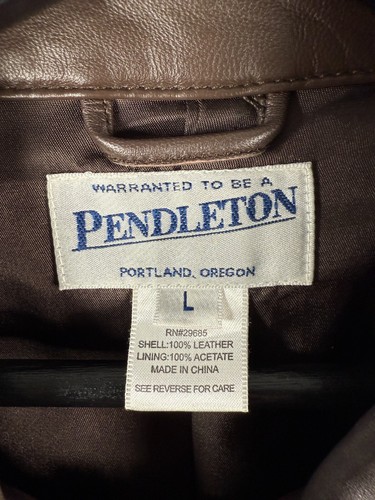 WARRANTED TO BE A
PENDLETON
PORTLAND, OREGON
L
RN#29685
SHELL:100% LEATHER
LINING:100% ACETATE
MADE IN CHINA
SEE REVERSE FOR CARE